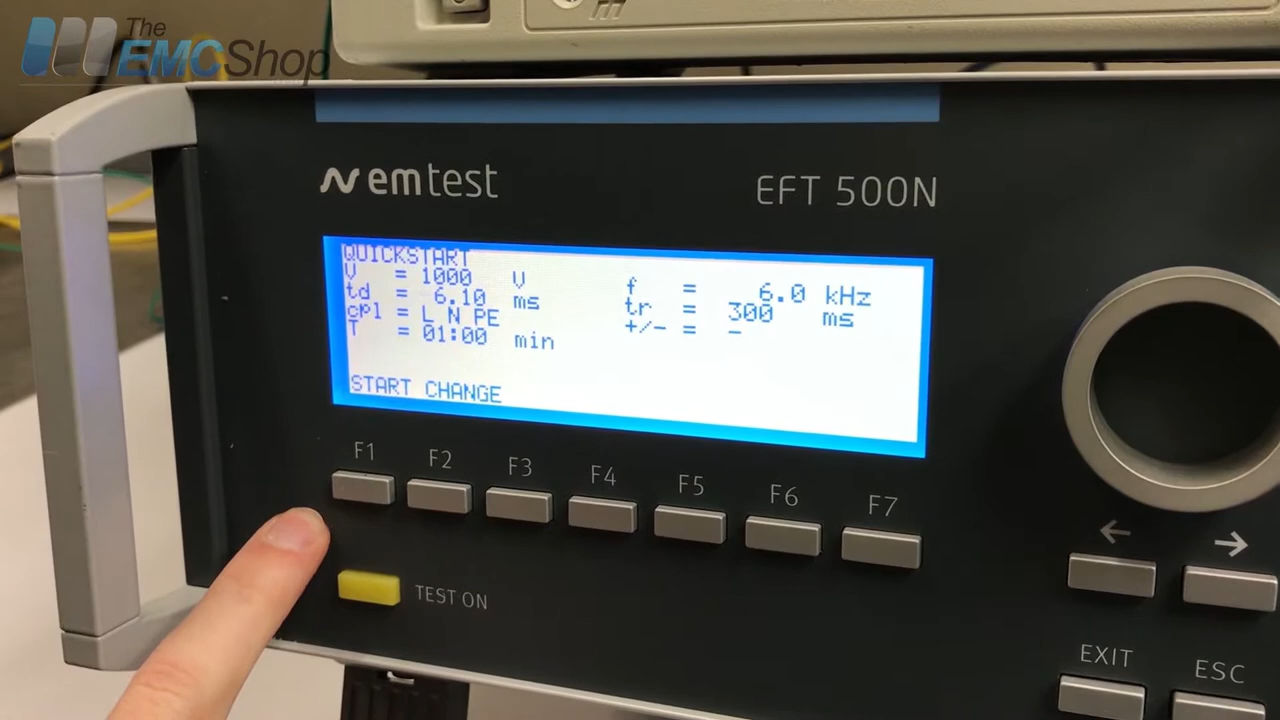 The
EMCShop
emtest
EFT 500N
QUICKSTART
V = 1000 V
f = 6.0 kHz
td = 6.10 ms
tr = 300 ms
cpl = L N PE
+/- = -
T = 01:00 min
START CHANGE
F1 F2 F3 F4 F5 F6 F7
← →
TEST ON
EXIT ESC